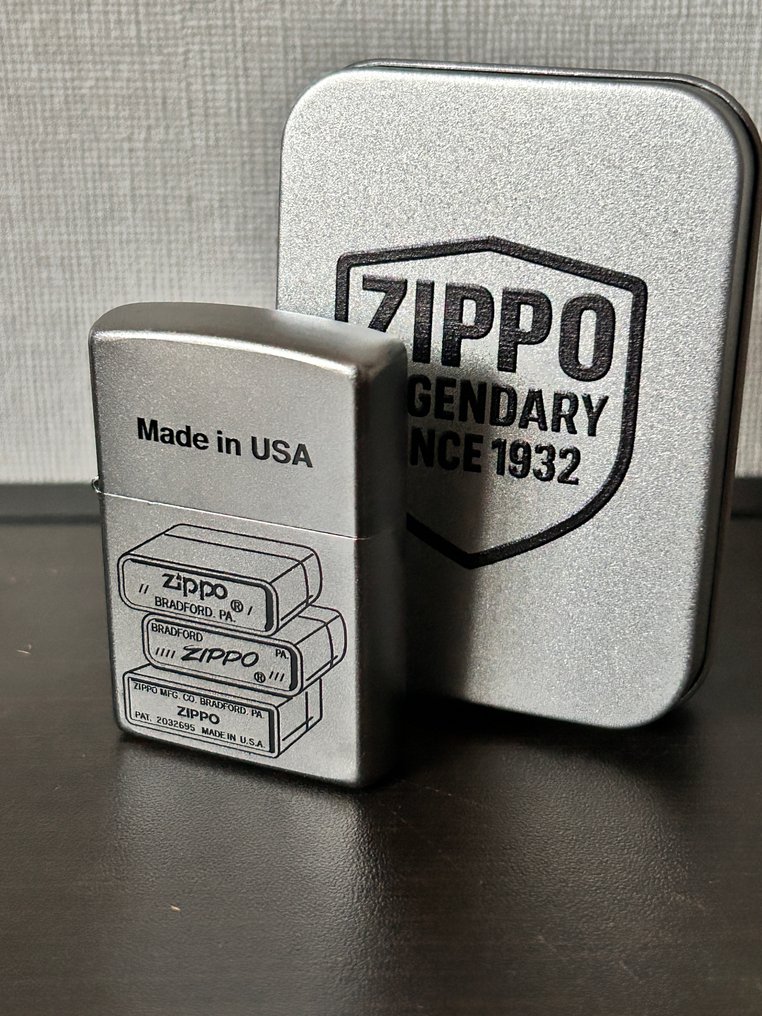 Made in USA
Zippo
// BRADFORD. PA. ® /
BRADFORD PA.
//// ZIPPO ® ///
ZIPPO MFG. CO. BRADFORD. PA.
ZIPPO
PAT. 2032695 MADE IN U.S.A.
ZIPPO
GENDARY
NCE 1932